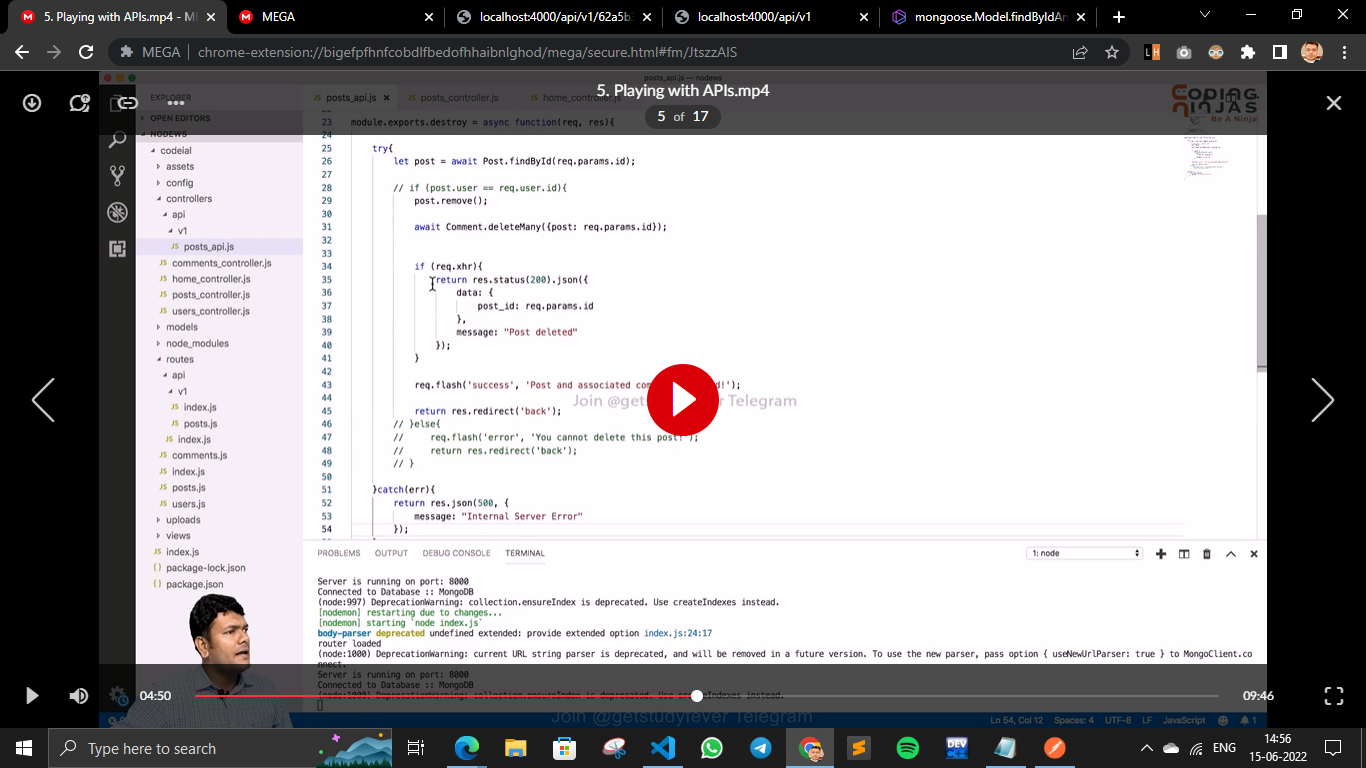 5. Playing with APIs.mp4 - M
MEGA
localhost:4000/api/v1/62a5b
localhost:4000/api/v1
mongoose.Model.findByIdAn
MEGA
chrome-extension://bigefpfhnfcobdlfbedofhhaibnlghod/mega/secure.html#fm/JtszzAIS
posts_api.js — nodews
5. Playing with APIs.mp4
5 of 17
EXPLORER
OPEN EDITORS
NODEWS
codeial
assets
config
controllers
api
v1
posts_api.js
comments_controller.js
home_controller.js
posts_controller.js
users_controller.js
models
node_modules
routes
api
v1
index.js
posts.js
index.js
comments.js
index.js
posts.js
users.js
uploads
views
index.js
package-lock.json
package.json
posts_api.js
posts_controller.js
home_controller.js
CODING NINJAS
Be A Ninja
23 module.exports.destroy = async function(req, res){
24
25 try{
26 let post = await Post.findById(req.params.id);
27
28 // if (post.user == req.user.id){
29 post.remove();
30
31 await Comment.deleteMany({post: req.params.id});
32
33
34 if (req.xhr){
35 return res.status(200).json({
36 data: {
37 post_id: req.params.id
38 },
39 message: "Post deleted"
40 });
41 }
42
43 req.flash('success', 'Post and associated com d!');
44
45 return res.redirect('back');
46 // }else{
47 // req.flash('error', 'You cannot delete this post!');
48 // return res.redirect('back');
49 // }
50
51 }catch(err){
52 return res.json(500, {
53 message: "Internal Server Error"
54 });
Join @getstudyfever Telegram
PROBLEMS OUTPUT DEBUG CONSOLE TERMINAL
1: node
Server is running on port: 8000
Connected to Database :: MongoDB
(node:997) DeprecationWarning: collection.ensureIndex is deprecated. Use createIndexes instead.
[nodemon] restarting due to changes...
[nodemon] starting `node index.js`
body-parser deprecated undefined extended: provide extended option index.js:24:17
router loaded
(node:1000) DeprecationWarning: current URL string parser is deprecated, and will be removed in a future version. To use the new parser, pass option { useNewUrlParser: true } to MongoClient.co
nnect.
Server is running on port: 8000
Connected to Database :: MongoDB
(node:1000) DeprecationWarning: collection.ensureIndex is deprecated. Use createIndexes instead.
04:50
09:46
Join @getstudyfever Telegram
Ln 54, Col 12 Spaces: 4 UTF-8 LF JavaScript 1
Type here to search
DEV
ENG
14:56
15-06-2022